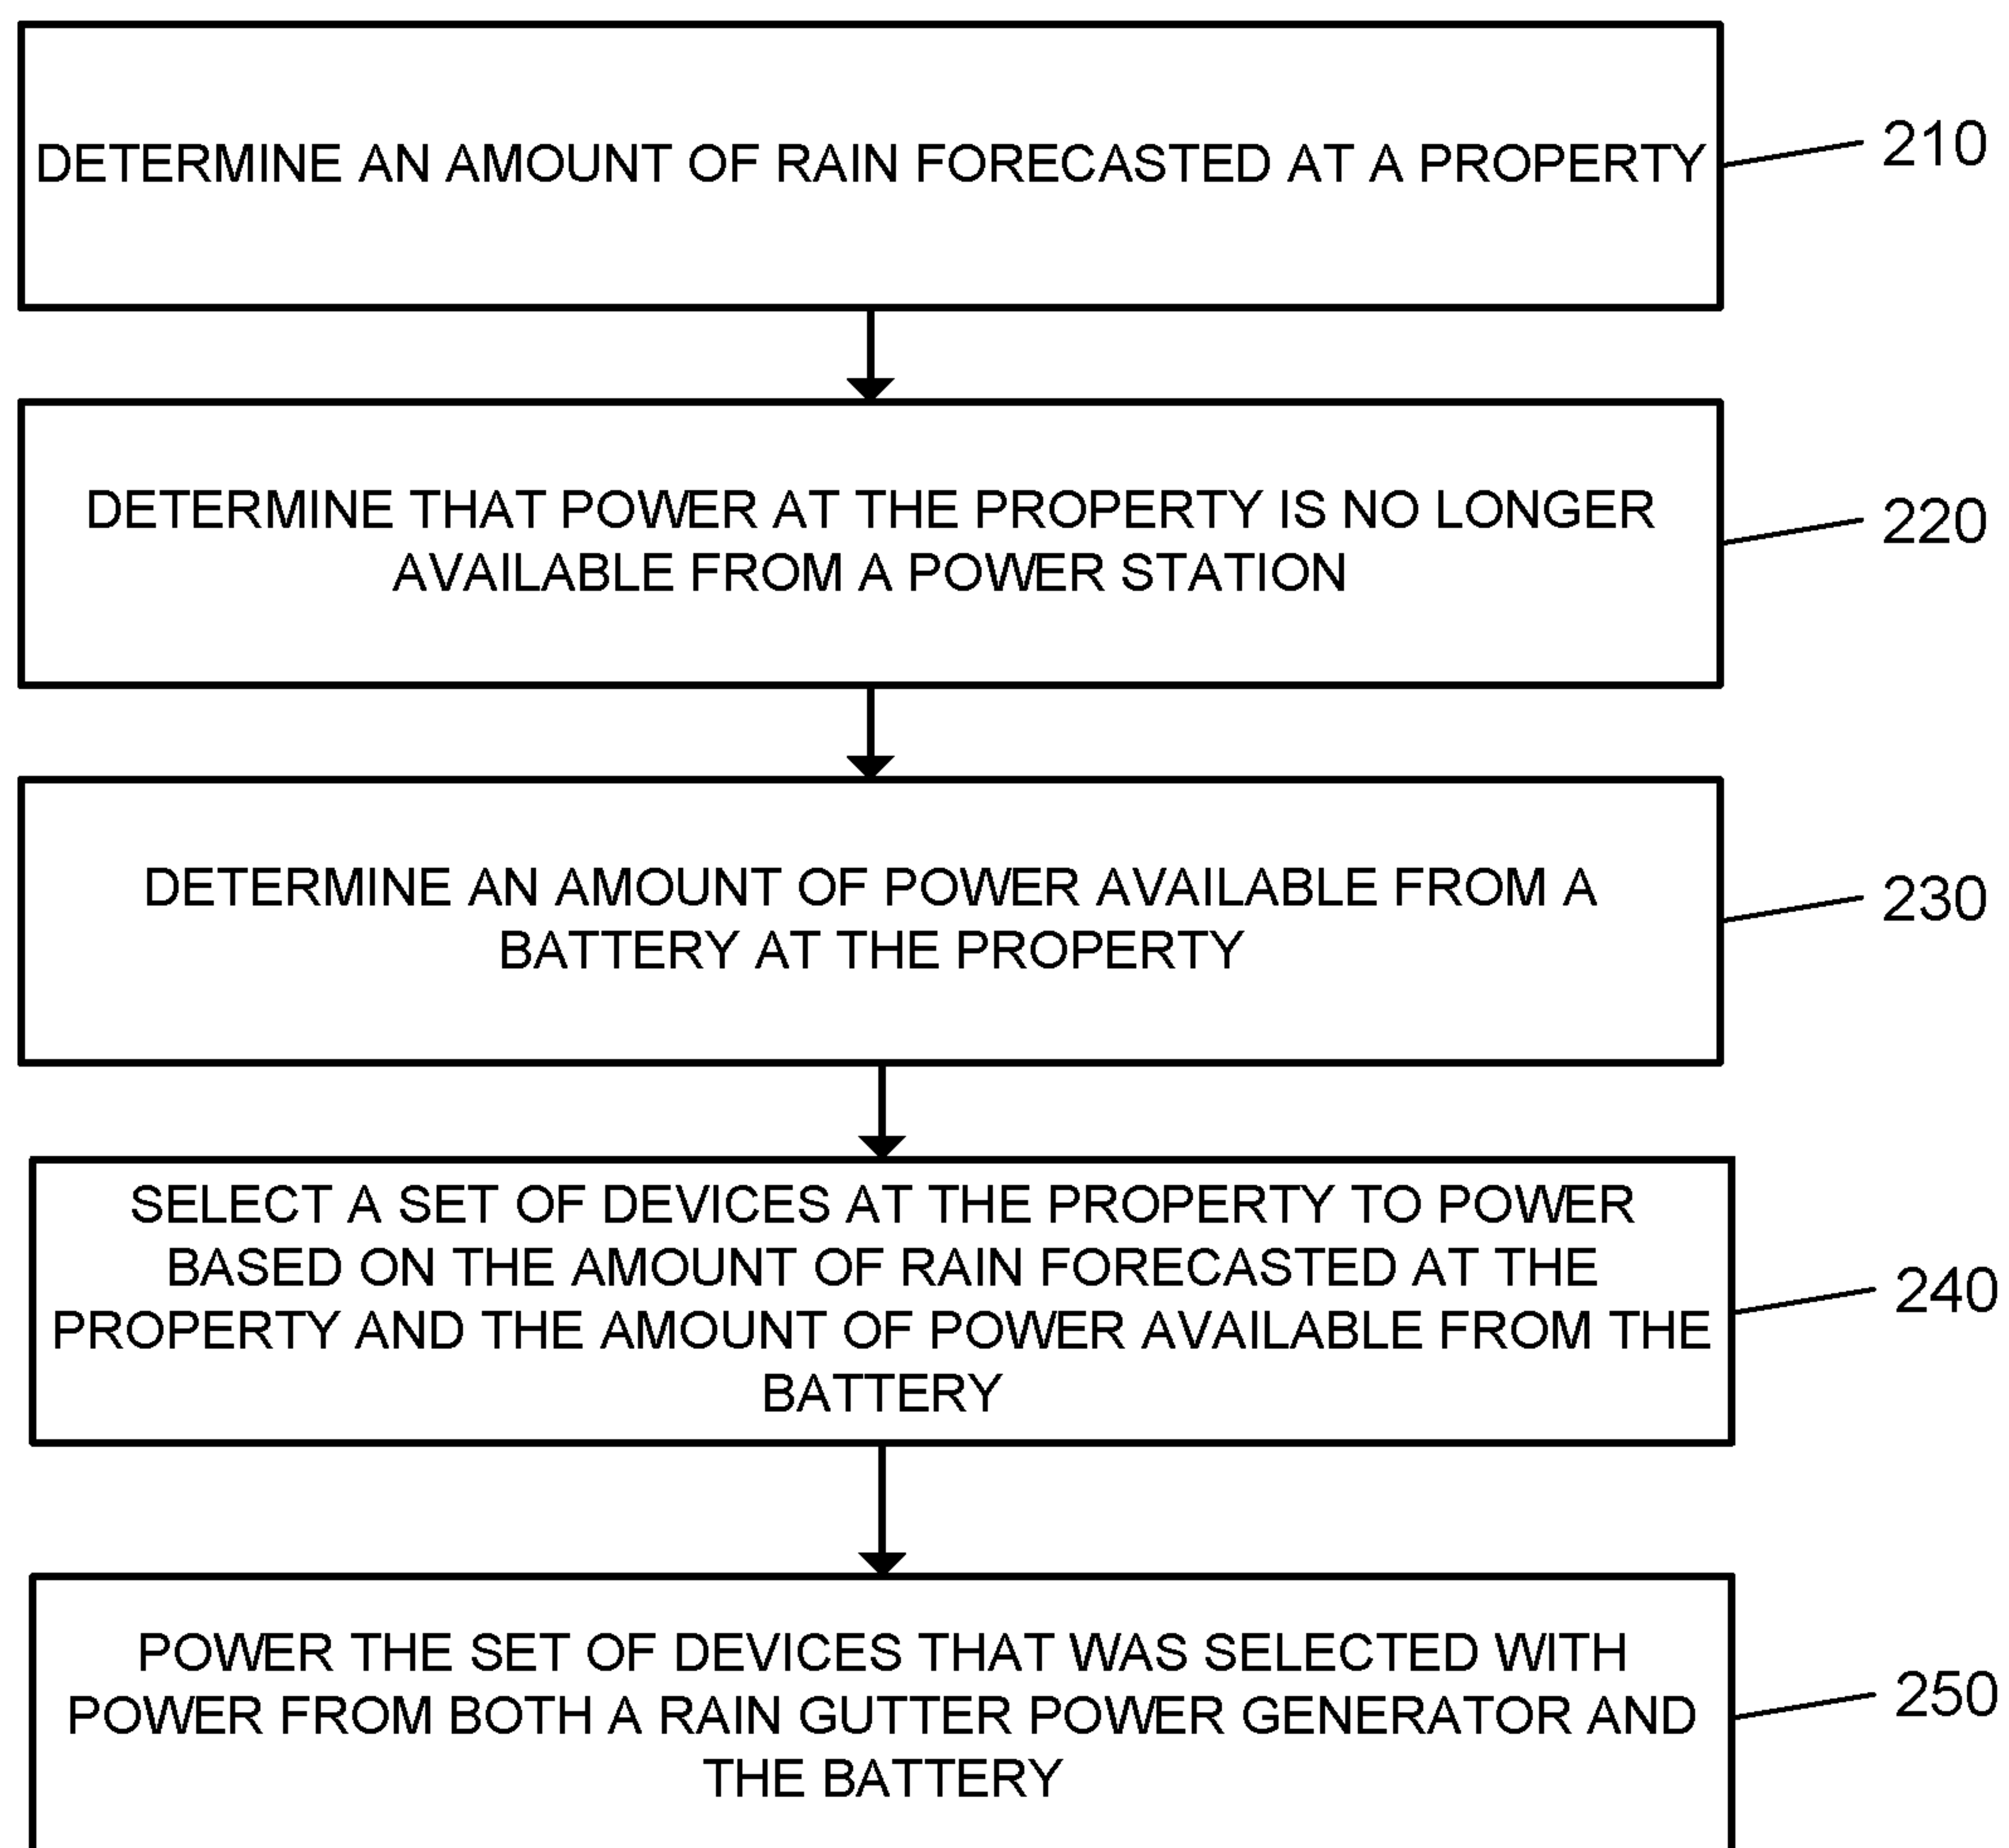 DETERMINE AN AMOUNT OF RAIN FORECASTED AT A PROPERTY
210
DETERMINE THAT POWER AT THE PROPERTY IS NO LONGER
AVAILABLE FROM A POWER STATION
220
DETERMINE AN AMOUNT OF POWER AVAILABLE FROM A
BATTERY AT THE PROPERTY
230
SELECT A SET OF DEVICES AT THE PROPERTY TO POWER
BASED ON THE AMOUNT OF RAIN FORECASTED AT THE
PROPERTY AND THE AMOUNT OF POWER AVAILABLE FROM THE
BATTERY
240
POWER THE SET OF DEVICES THAT WAS SELECTED WITH
POWER FROM BOTH A RAIN GUTTER POWER GENERATOR AND
THE BATTERY
250